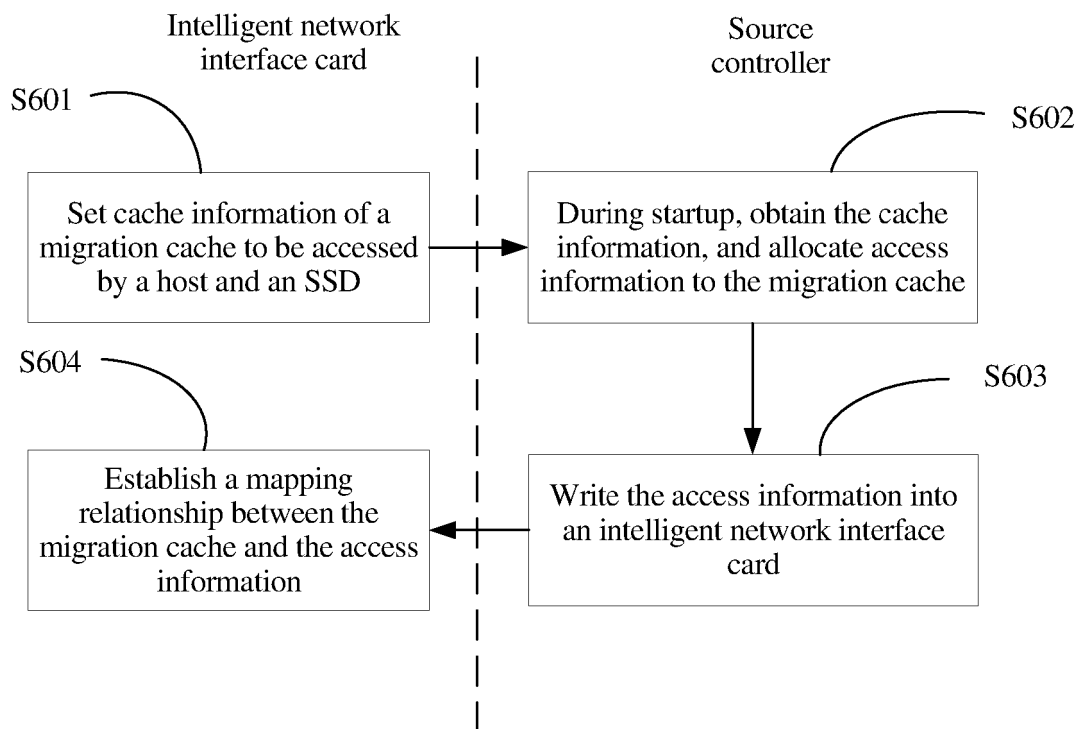 Intelligent network
interface card
Source
controller
S601
S602
Set cache information of a
migration cache to be accessed
by a host and an SSD
During startup, obtain the cache
information, and allocate access
information to the migration cache
S604
S603
Establish a mapping
relationship between the
migration cache and the access
information
Write the access information into
an intelligent network interface
card